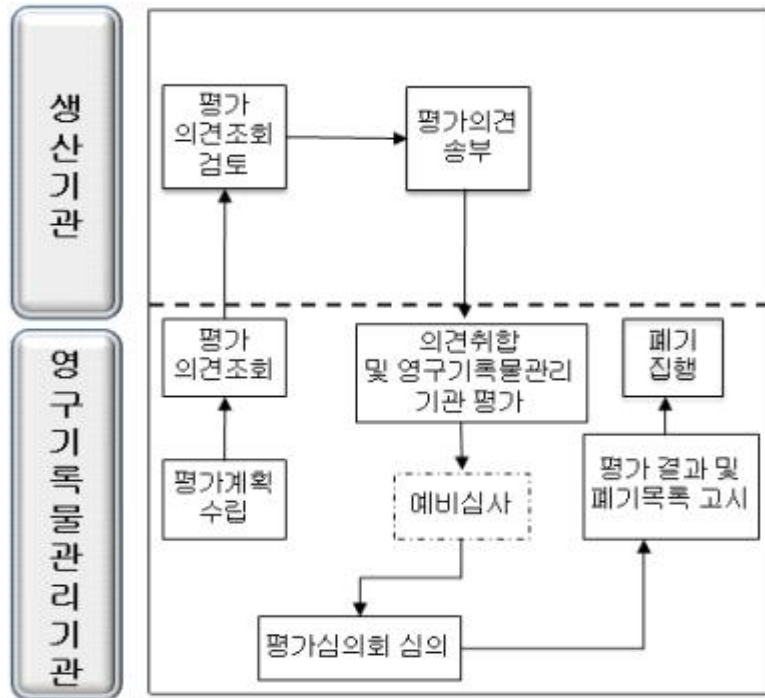 생산기관
평가
의견조회
검토
평가의견
송부
영구기록물관리기관
평가
의견조회
의견취합
및 영구기록물관리
기관 평가
폐기
집행
평가계획
수립
예비심사
평가 결과 및
폐기목록 고시
평가심의회 심의